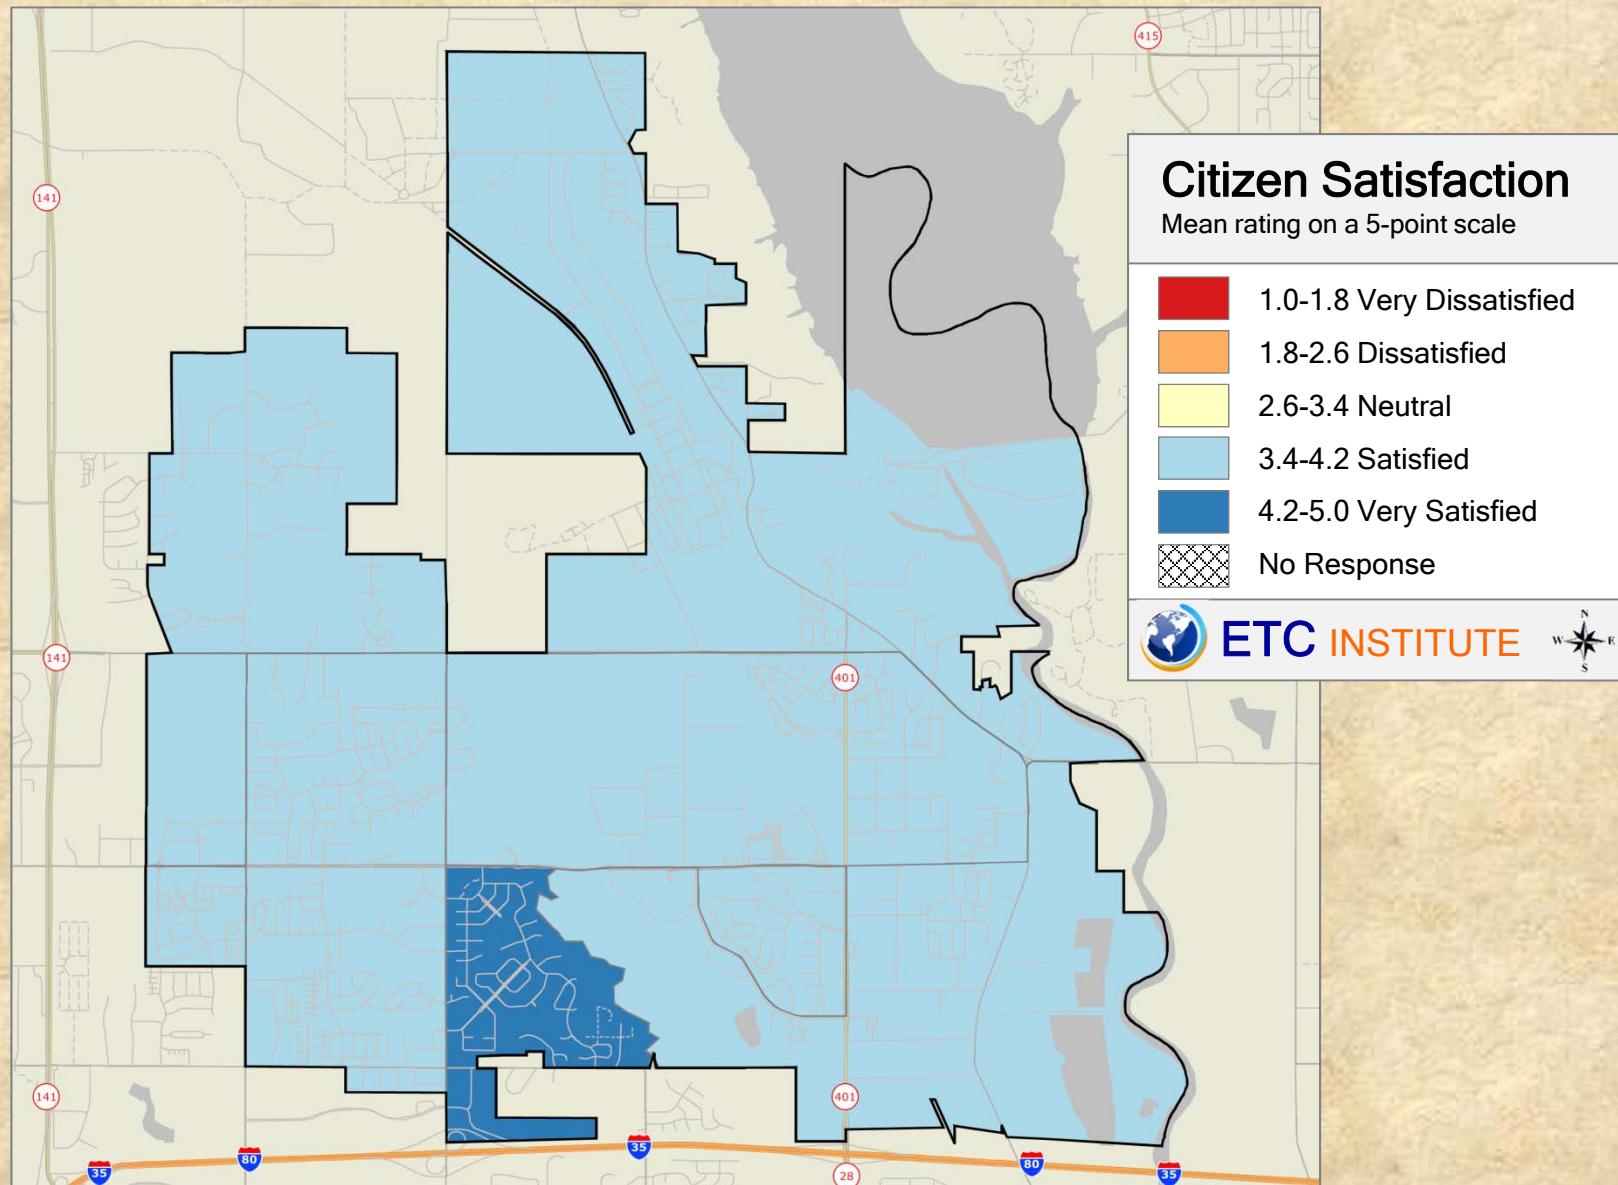 415
141
Citizen Satisfaction
Mean rating on a 5-point scale
1.0-1.8 Very Dissatisfied
1.8-2.6 Dissatisfied
2.6-3.4 Neutral
3.4-4.2 Satisfied
4.2-5.0 Very Satisfied
No Response
ETC INSTITUTE
N
W E
S
141
401
141
401
35
80
35
80
35
28